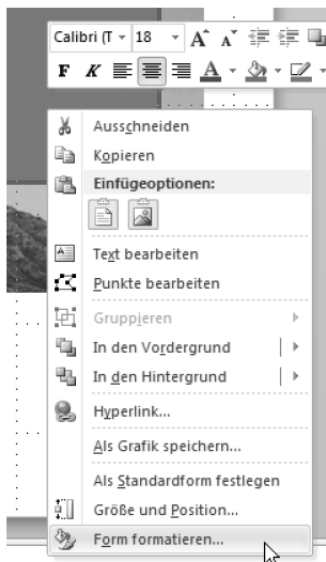 Calibri (T 18 A A
F K A
Ausschneiden
Kopieren
Einfügeoptionen:
Text bearbeiten
Punkte bearbeiten
Gruppieren
In den Vordergrund
In den Hintergrund
Hyperlink...
Als Grafik speichern...
Als Standardform festlegen
Größe und Position...
Form formatieren...